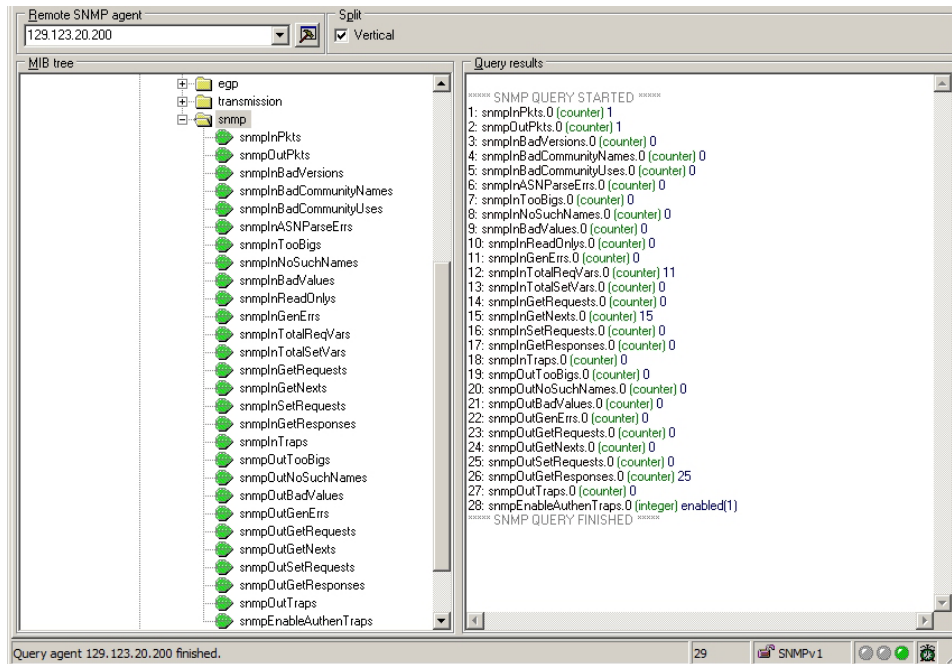 Remote SNMP agent
129.123.20.200
Split
Vertical
MIB tree
egp
transmission
snmp
snmpInPkts
snmpOutPkts
snmpInBadVersions
snmpInBadCommunityNames
snmpInBadCommunityUses
snmpInASNParseErrs
snmpInTooBigs
snmpInNoSuchNames
snmpInBadValues
snmpInReadOnlys
snmpInGenErrs
snmpInTotalReqVars
snmpInTotalSetVars
snmpInGetRequests
snmpInGetNexts
snmpInSetRequests
snmpInGetResponses
snmpInTraps
snmpOutTooBigs
snmpOutNoSuchNames
snmpOutBadValues
snmpOutGenErrs
snmpOutGetRequests
snmpOutGetNexts
snmpOutSetRequests
snmpOutGetResponses
snmpOutTraps
snmpEnableAuthenTraps
Query results
***** SNMP QUERY STARTED *****
1: snmpInPkts.0 (counter) 1
2: snmpOutPkts.0 (counter) 1
3: snmpInBadVersions.0 (counter) 0
4: snmpInBadCommunityNames.0 (counter) 0
5: snmpInBadCommunityUses.0 (counter) 0
6: snmpInASNParseErrs.0 (counter) 0
7: snmpInTooBigs.0 (counter) 0
8: snmpInNoSuchNames.0 (counter) 0
9: snmpInBadValues.0 (counter) 0
10: snmpInReadOnlys.0 (counter) 0
11: snmpInGenErrs.0 (counter) 0
12: snmpInTotalReqVars.0 (counter) 11
13: snmpInTotalSetVars.0 (counter) 0
14: snmpInGetRequests.0 (counter) 0
15: snmpInGetNexts.0 (counter) 15
16: snmpInSetRequests.0 (counter) 0
17: snmpInGetResponses.0 (counter) 0
18: snmpInTraps.0 (counter) 0
19: snmpOutTooBigs.0 (counter) 0
20: snmpOutNoSuchNames.0 (counter) 0
21: snmpOutBadValues.0 (counter) 0
22: snmpOutGenErrs.0 (counter) 0
23: snmpOutGetRequests.0 (counter) 0
24: snmpOutGetNexts.0 (counter) 0
25: snmpOutSetRequests.0 (counter) 0
26: snmpOutGetResponses.0 (counter) 25
27: snmpOutTraps.0 (counter) 0
28: snmpEnableAuthenTraps.0 (integer) enabled(1)
***** SNMP QUERY FINISHED *****
Query agent 129.123.20.200 finished.
29
SNMPv1